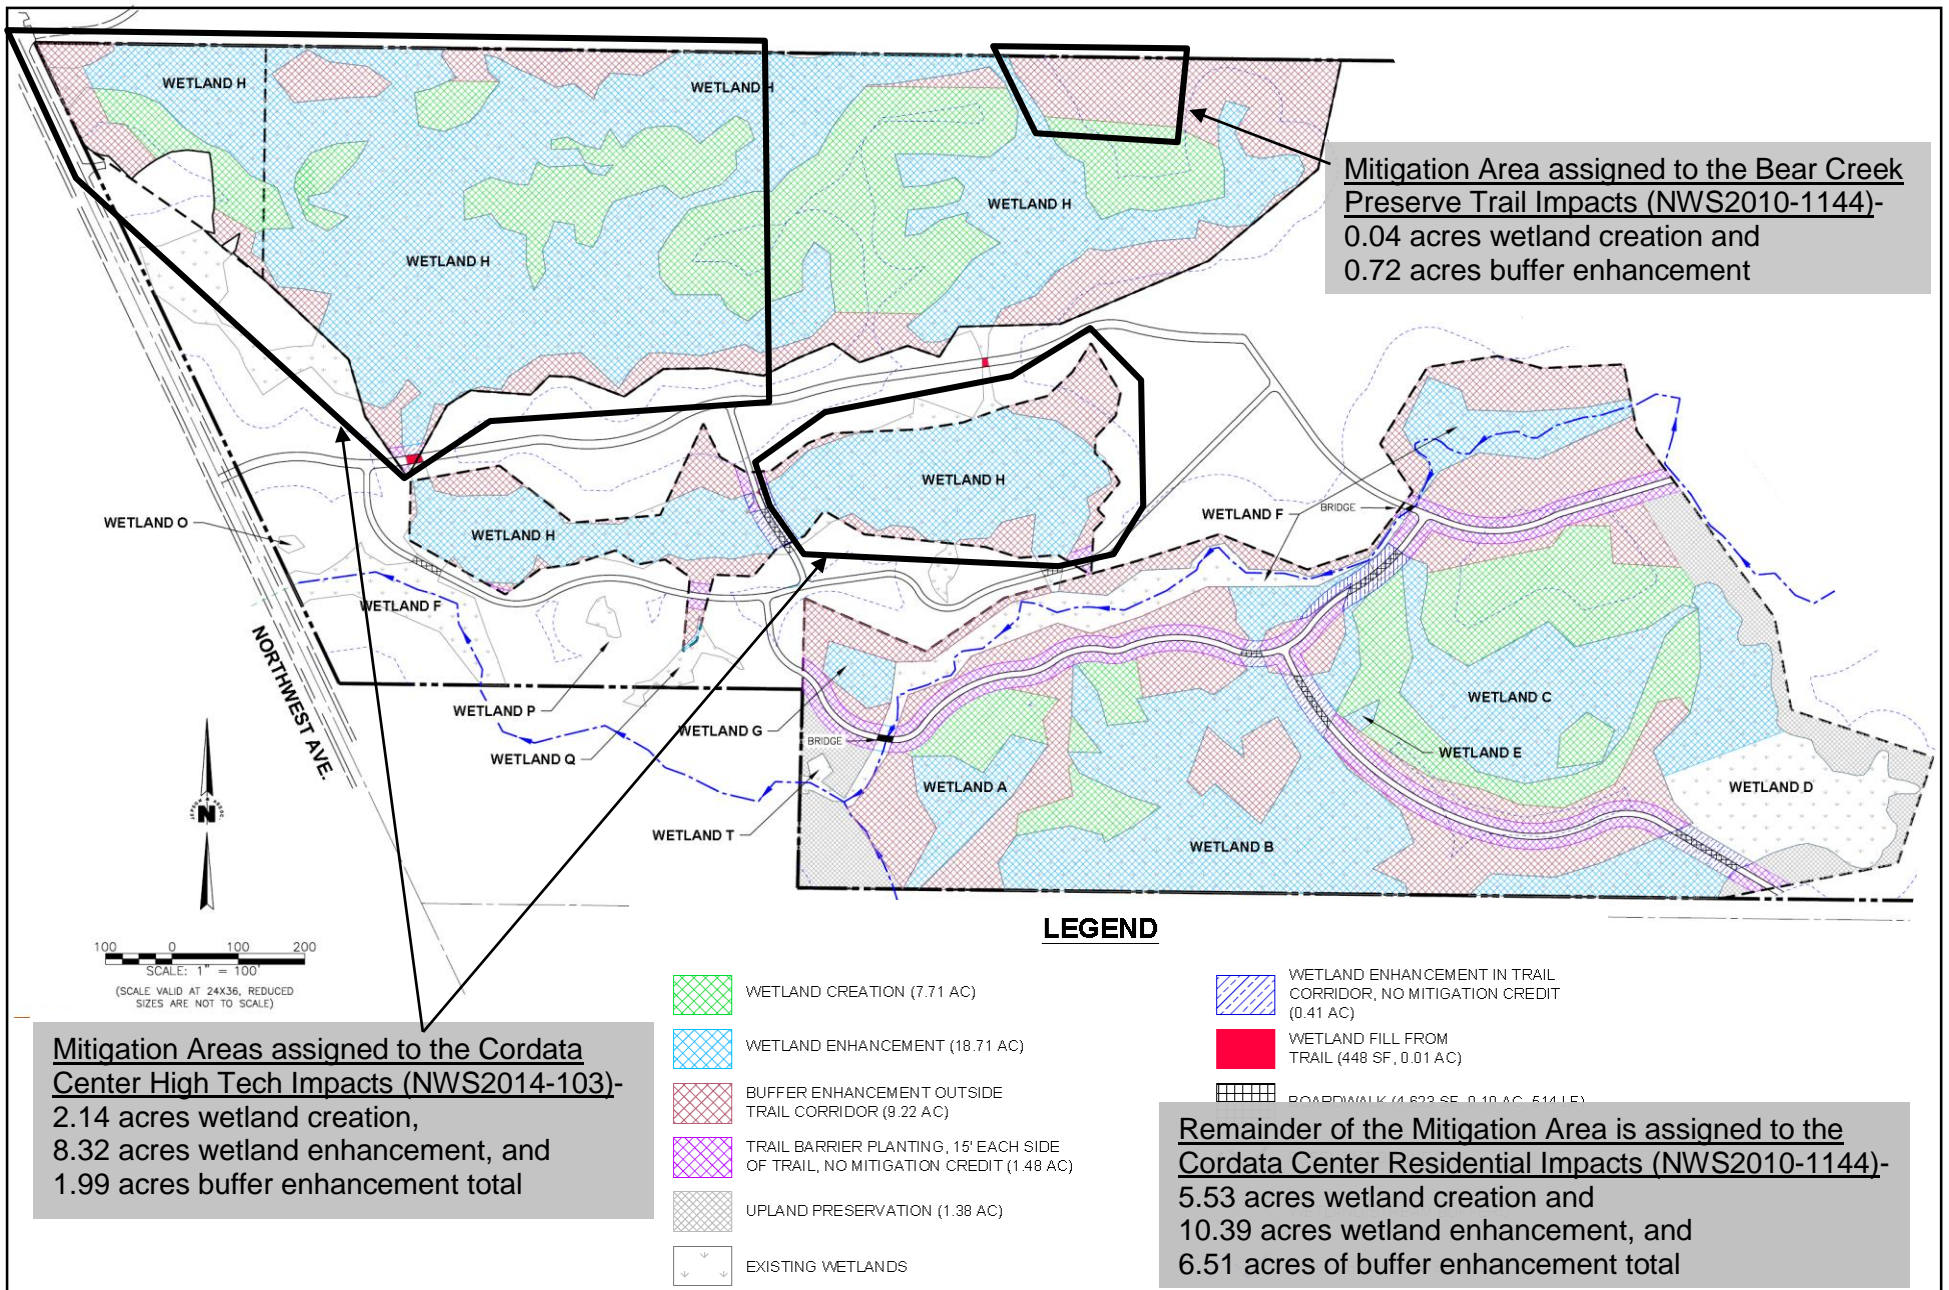 WETLAND H
WETLAND H
WETLAND H
WETLAND H
Mitigation Area assigned to the Bear Creek
Preserve Trail Impacts (NWS2010-1144)-
0.04 acres wetland creation and
0.72 acres buffer enhancement
WETLAND H
WETLAND H
WETLAND O
WETLAND F
BRIDGE
WETLAND F
NORTHWEST AVE.
WETLAND P
WETLAND Q
WETLAND G
BRIDGE
WETLAND T
WETLAND A
WETLAND B
WETLAND C
WETLAND E
WETLAND D
N
100 0 100 200
SCALE: 1" = 100'
(SCALE VALID AT 24X36, REDUCED
SIZES ARE NOT TO SCALE)
Mitigation Areas assigned to the Cordata
Center High Tech Impacts (NWS2014-103)-
2.14 acres wetland creation,
8.32 acres wetland enhancement, and
1.99 acres buffer enhancement total
LEGEND
WETLAND CREATION (7.71 AC)
WETLAND ENHANCEMENT (18.71 AC)
BUFFER ENHANCEMENT OUTSIDE
TRAIL CORRIDOR (9.22 AC)
TRAIL BARRIER PLANTING, 15' EACH SIDE
OF TRAIL, NO MITIGATION CREDIT (1.48 AC)
UPLAND PRESERVATION (1.38 AC)
EXISTING WETLANDS
WETLAND ENHANCEMENT IN TRAIL
CORRIDOR, NO MITIGATION CREDIT
(0.41 AC)
WETLAND FILL FROM
TRAIL (448 SF, 0.01 AC)
BOARDWALK (4,623 SF, 0.10 AC, 514 LF)
Remainder of the Mitigation Area is assigned to the
Cordata Center Residential Impacts (NWS2010-1144)-
5.53 acres wetland creation and
10.39 acres wetland enhancement, and
6.51 acres of buffer enhancement total